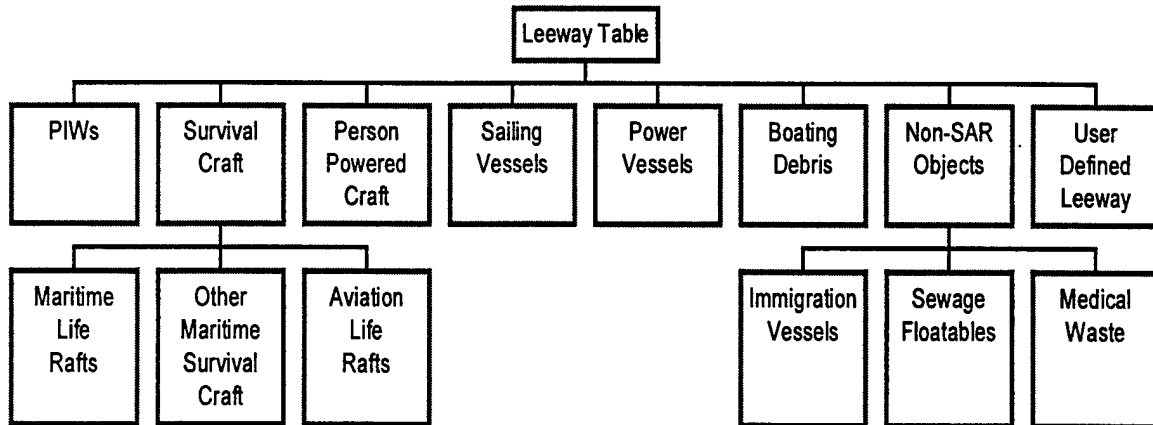 Leeway Table
PIWs
Survival
Craft
Person
Powered
Craft
Sailing
Vessels
Power
Vessels
Boating
Debris
Non-SAR
Objects
User
Defined
Leeway
Maritime
Life
Rafts
Other
Maritime
Survival
Craft
Aviation
Life
Rafts
Immigration
Vessels
Sewage
Floatables
Medical
Waste